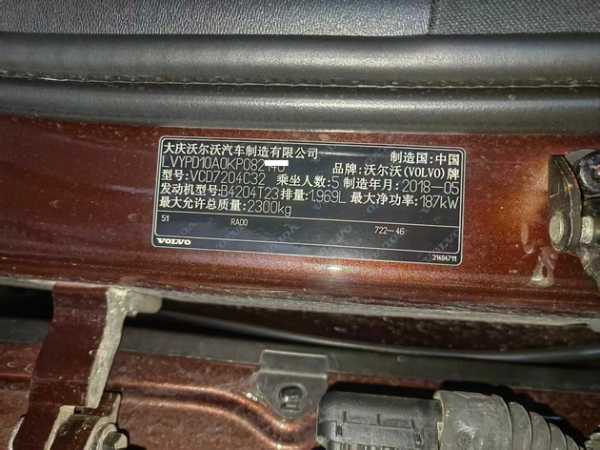 大庆沃尔沃汽车制造有限公司 制造国:中国
品牌:沃尔沃(VOLVO)牌
型号:VCD7204C32 乘坐人数:5 制造年月:2018-05
发动机型号:B4204T23 排量:1.969L 最大净功率:187kW
最大允许总质量:2300kg
51 RA00 722-46
VOLVO 31494711